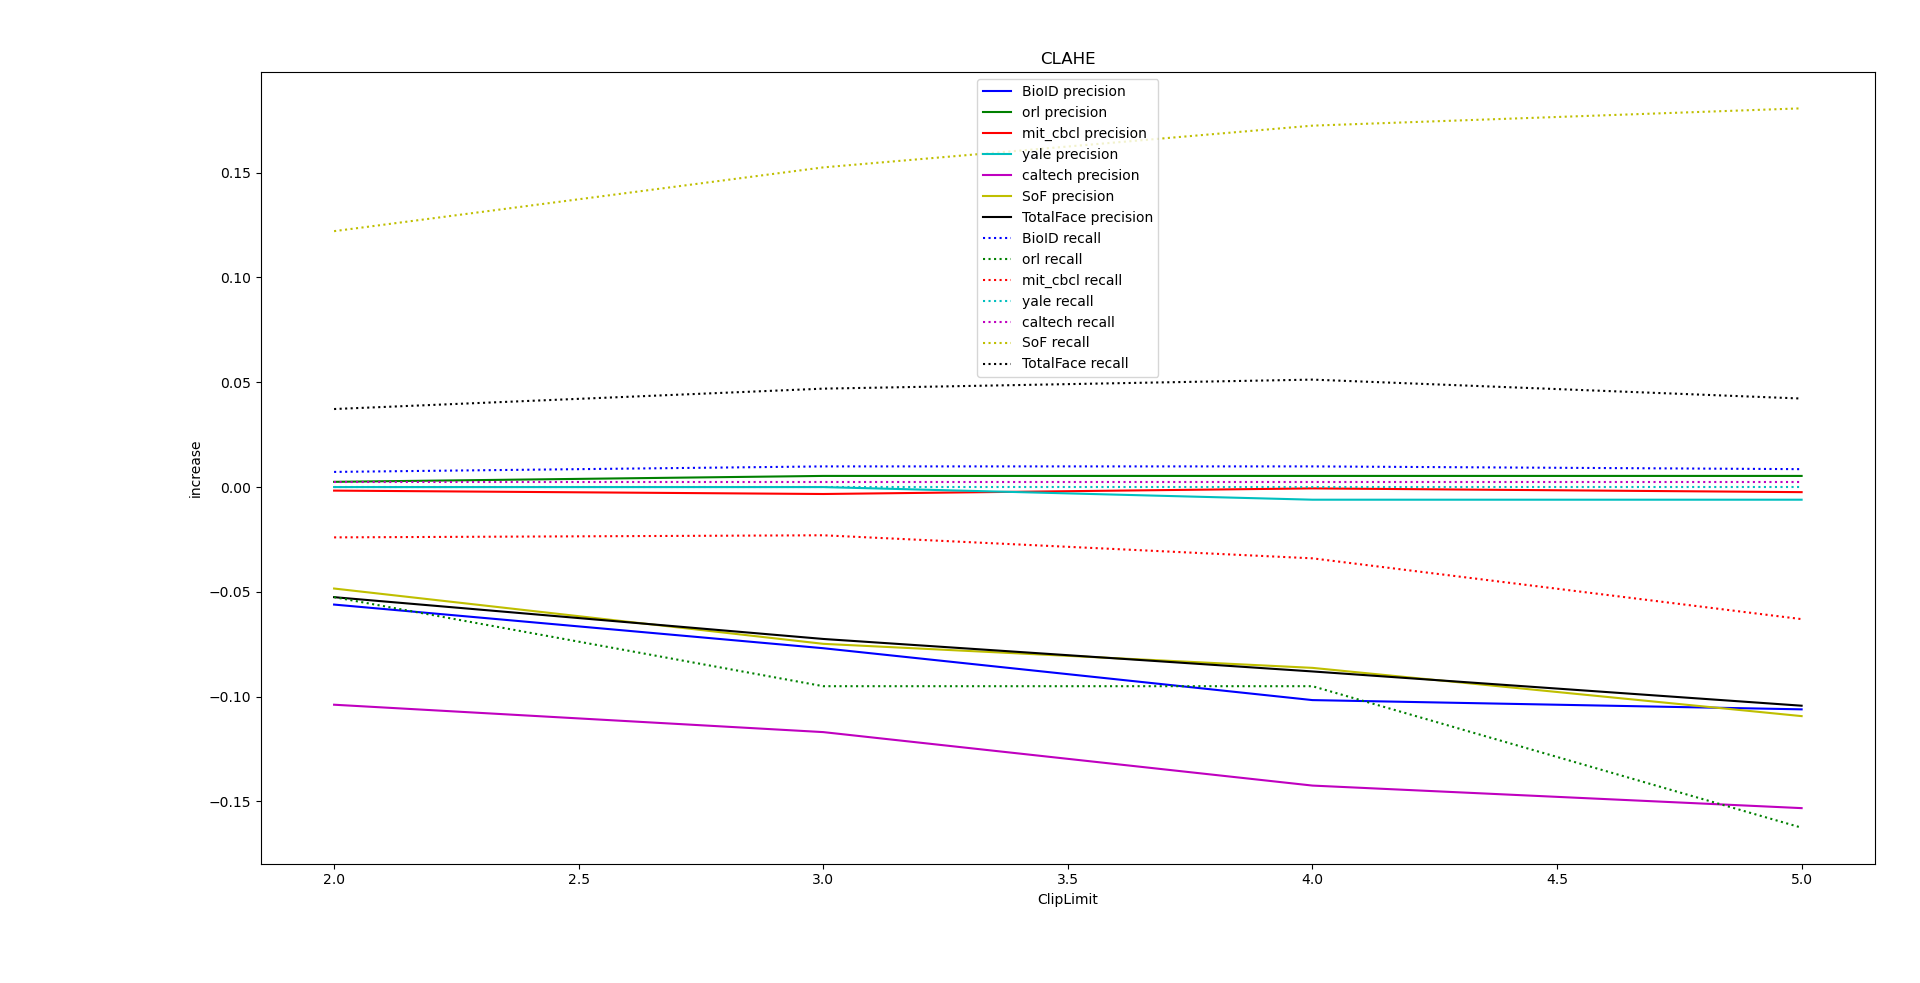 CLAHE
BioID precision
orl precision
mit_cbcl precision
yale precision
caltech precision
SoF precision
TotalFace precision
BioID recall
orl recall
mit_cbcl recall
yale recall
caltech recall
SoF recall
TotalFace recall
increase
0.15
0.10
0.05
0.00
−0.05
−0.10
−0.15
2.0 2.5 3.0 3.5 4.0 4.5 5.0
ClipLimit